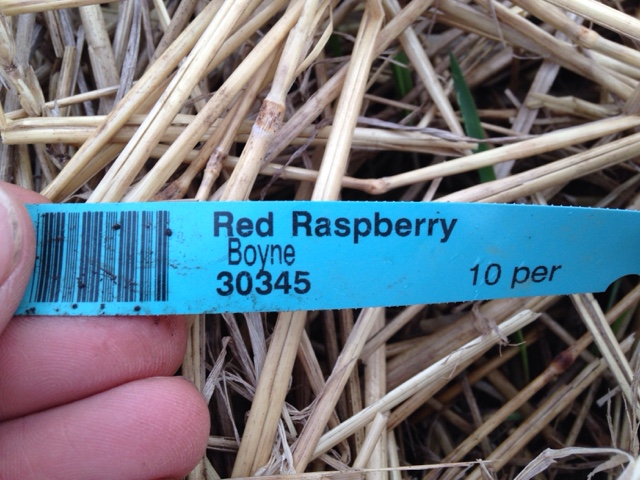 Red Raspberry
Boyne
30345
10 per